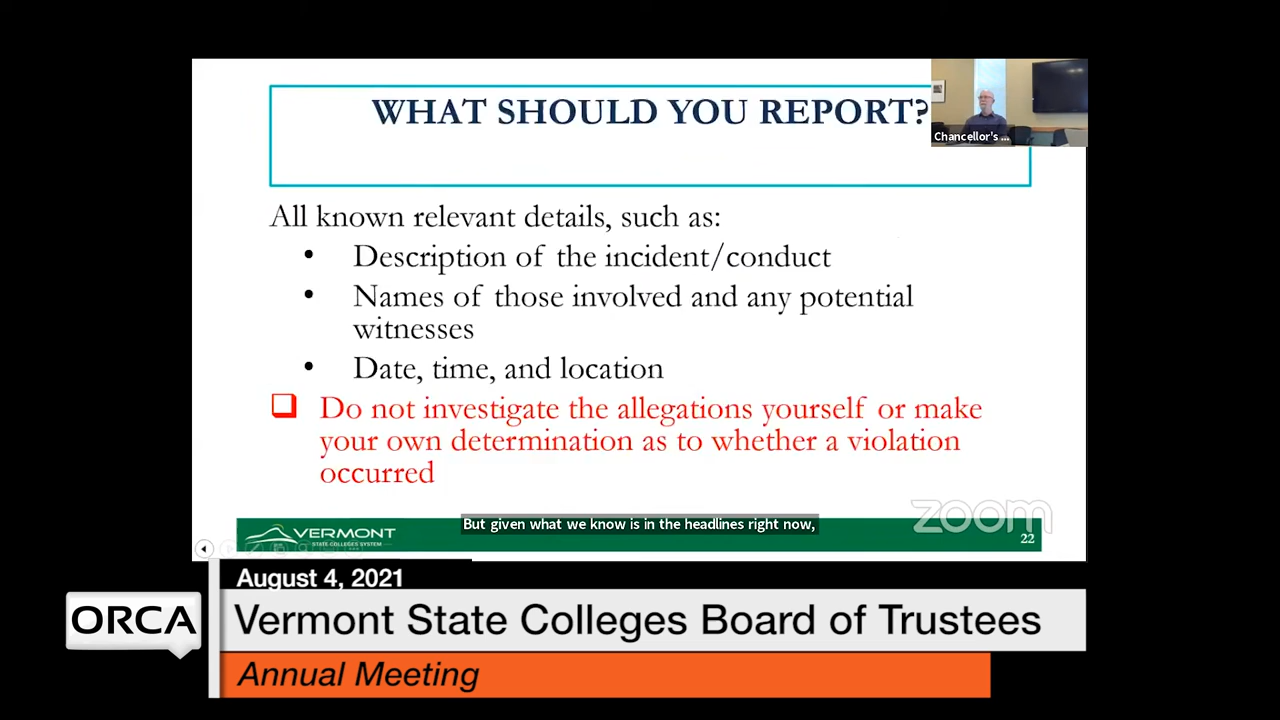 WHAT SHOULD YOU REPORT?
Chancellor's ...
All known relevant details, such as:
• Description of the incident/conduct
• Names of those involved and any potential
witnesses
• Date, time, and location
Do not investigate the allegations yourself or make
your own determination as to whether a violation
occurred
zoom
But given what we know is in the headlines right now,
VERMONT
STATE COLLEGES SYSTEM
22
August 4, 2021
ORCA
Vermont State Colleges Board of Trustees
Annual Meeting